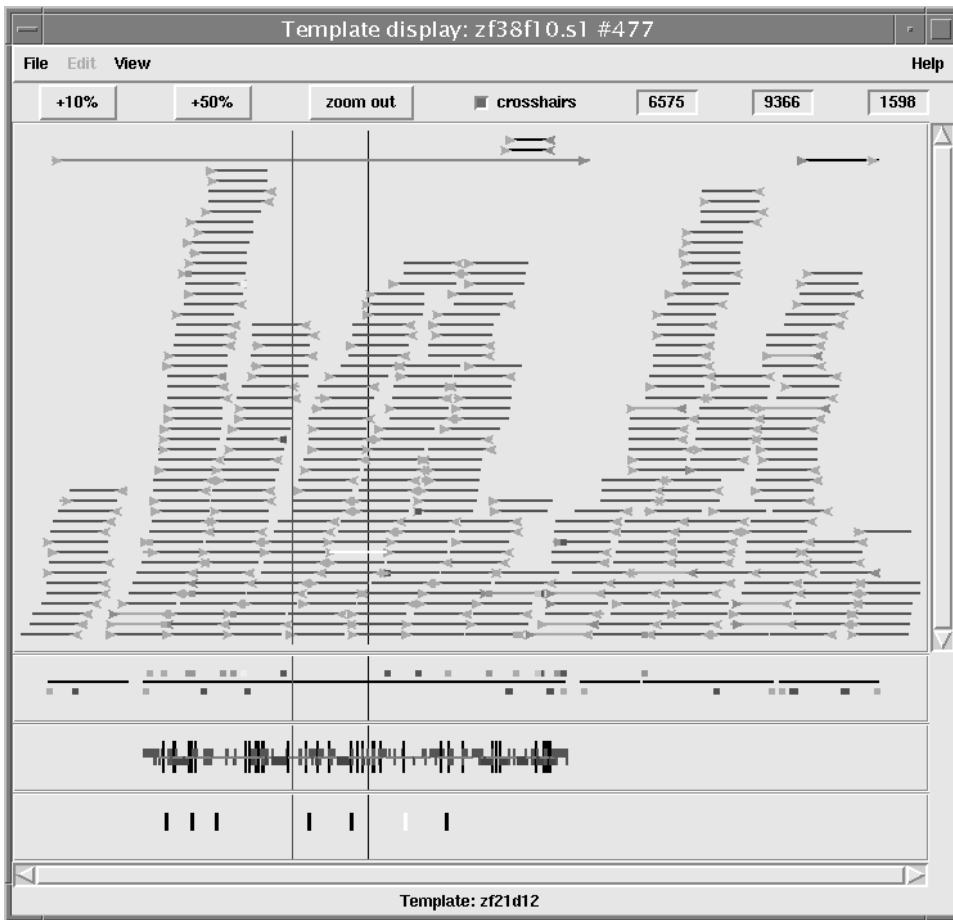 Template display: zf38f10.s1 #477
File Edit View Help
+10% +50% zoom out crosshairs 6575 9366 1598
Template: zf21d12